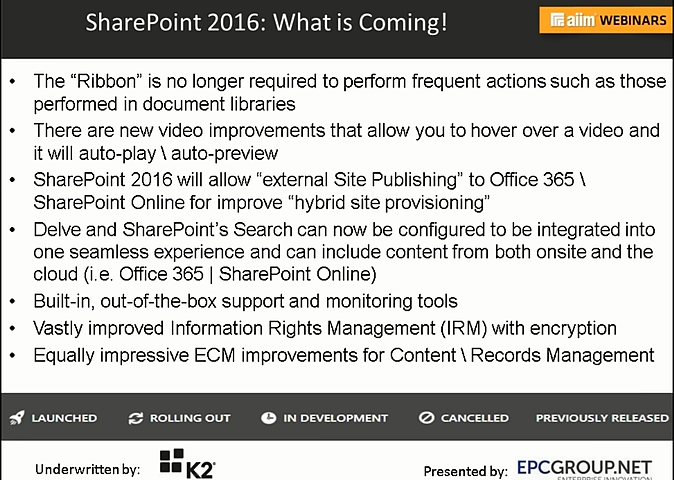 SharePoint 2016: What is Coming!
aiim WEBINARS
• The “Ribbon” is no longer required to perform frequent actions such as those
performed in document libraries
• There are new video improvements that allow you to hover over a video and
it will auto-play \ auto-preview
• SharePoint 2016 will allow “external Site Publishing” to Office 365 \
SharePoint Online for improve “hybrid site provisioning”
• Delve and SharePoint’s Search can now be configured to be integrated into
one seamless experience and can include content from both onsite and the
cloud (i.e. Office 365 | SharePoint Online)
• Built-in, out-of-the-box support and monitoring tools
• Vastly improved Information Rights Management (IRM) with encryption
• Equally impressive ECM improvements for Content \ Records Management
LAUNCHED ROLLING OUT IN DEVELOPMENT CANCELLED PREVIOUSLY RELEASED
Underwritten by: K2 Presented by: EPCGROUP.NET
ENTERPRISE INNOVATION